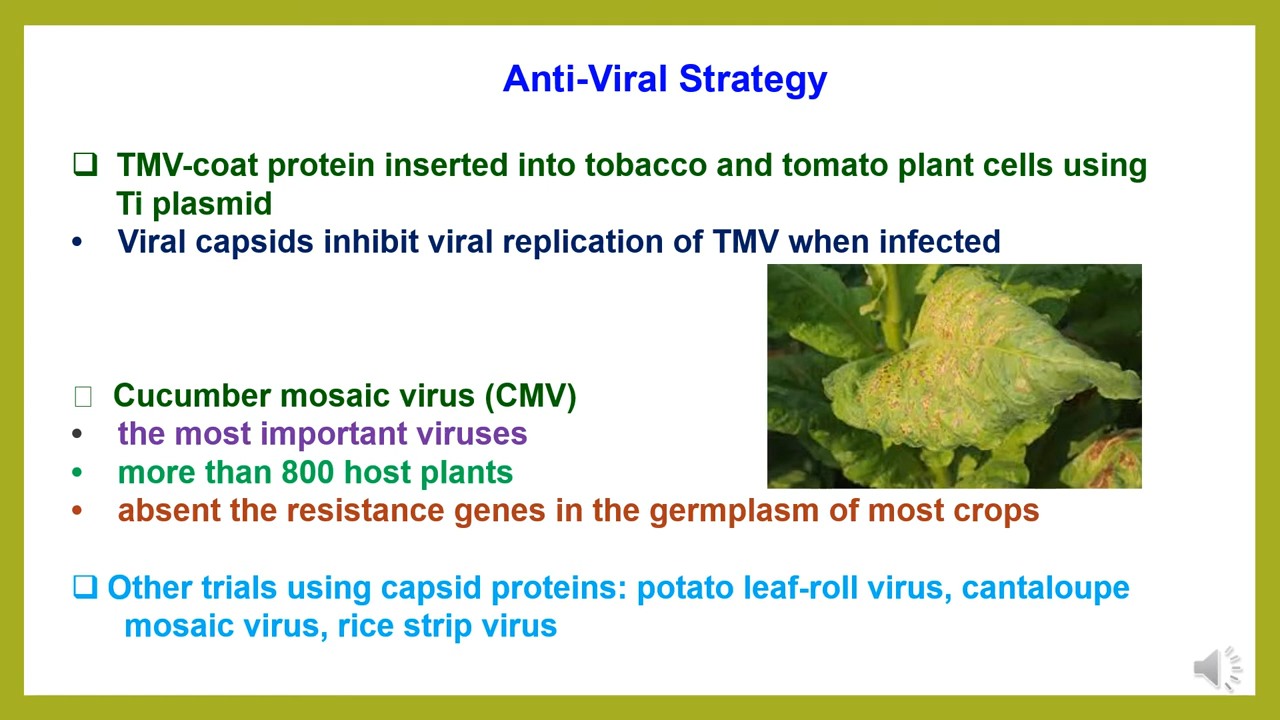 Anti-Viral Strategy
❑ TMV-coat protein inserted into tobacco and tomato plant cells using
Ti plasmid
• Viral capsids inhibit viral replication of TMV when infected
Cucumber mosaic virus (CMV)
• the most important viruses
• more than 800 host plants
• absent the resistance genes in the germplasm of most crops
❑ Other trials using capsid proteins: potato leaf-roll virus, cantaloupe
mosaic virus, rice strip virus